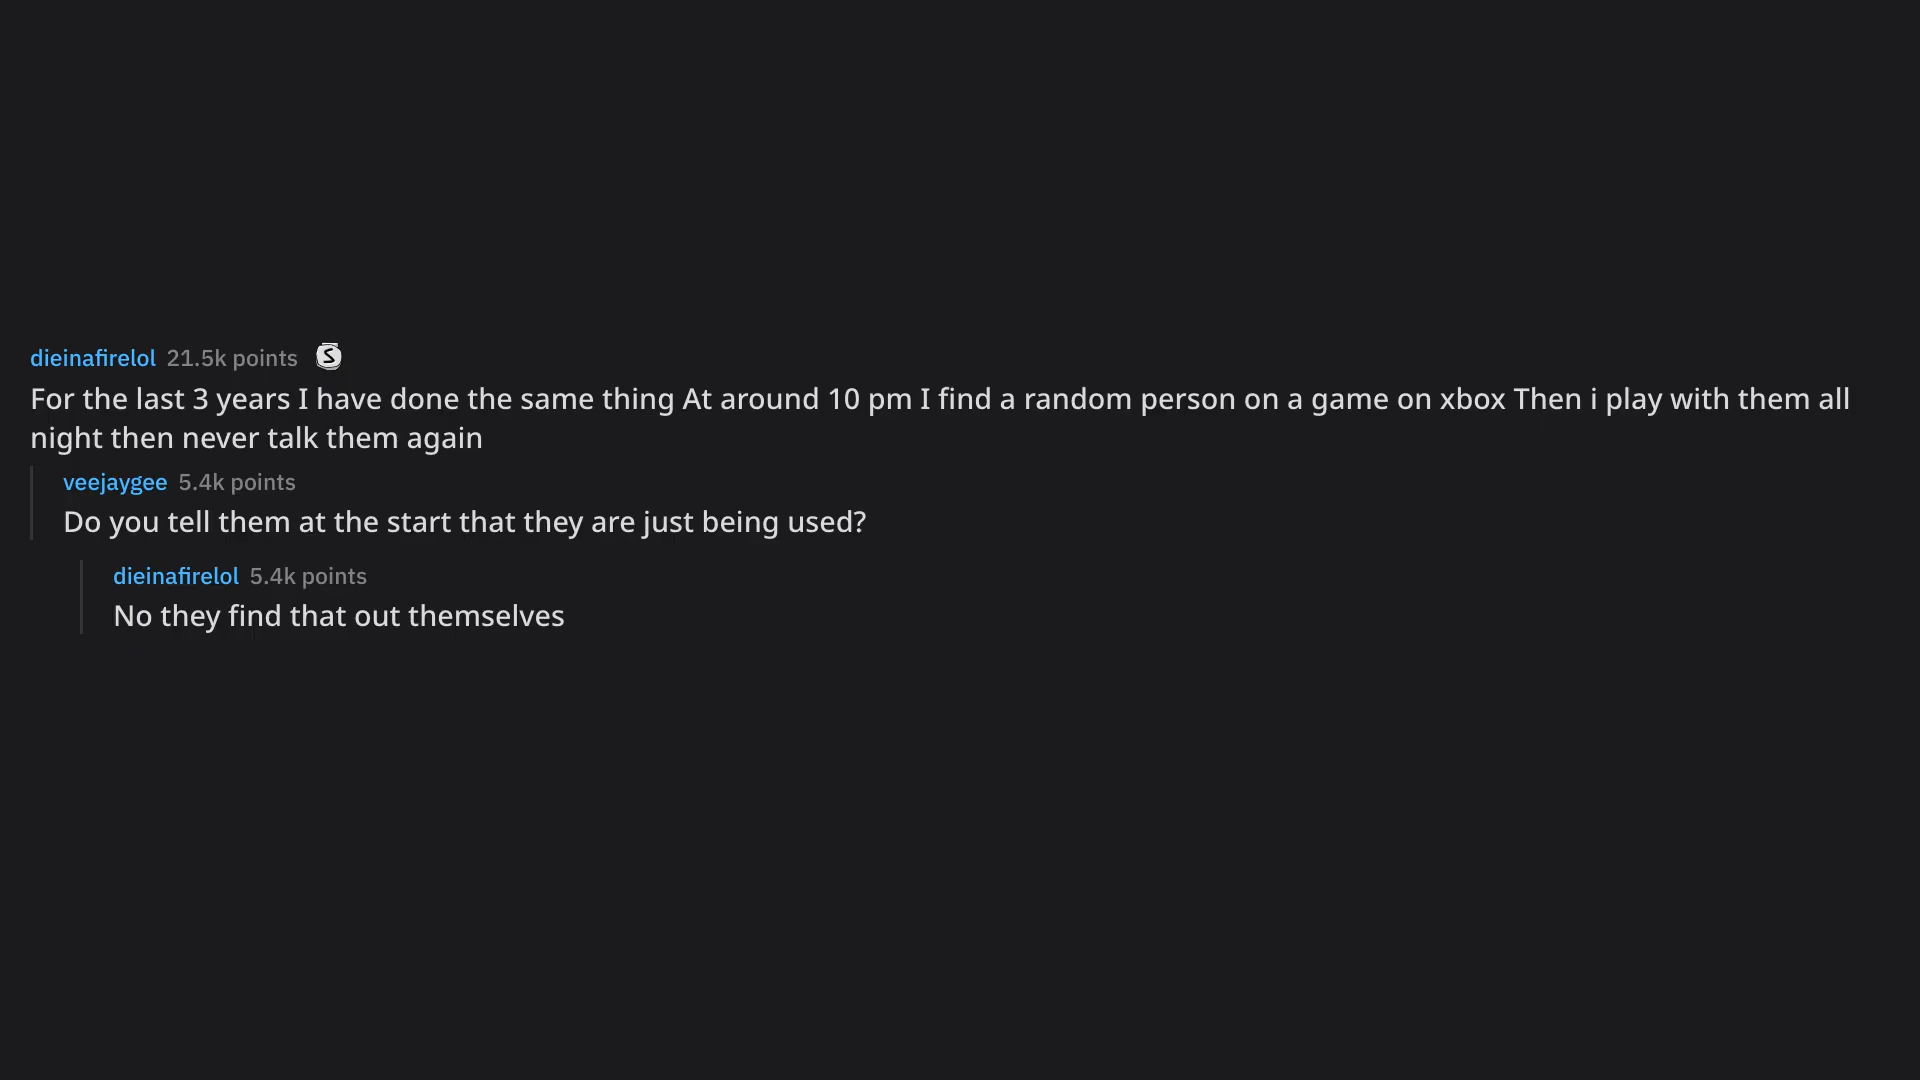 dieinafirelol 21.5k points S
For the last 3 years I have done the same thing At around 10 pm I find a random person on a game on xbox Then i play with them all
night then never talk them again
veejaygee 5.4k points
Do you tell them at the start that they are just being used?
dieinafirelol 5.4k points
No they find that out themselves